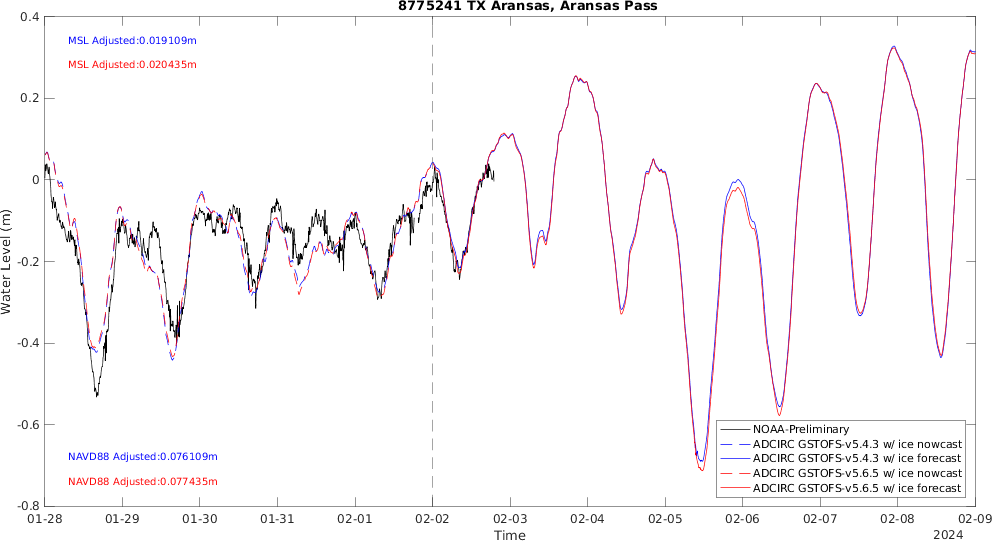 8775241 TX Aransas, Aransas Pass
0.4
0.2
0
-0.2
-0.4
-0.6
-0.8
Water Level (m)
MSL Adjusted:0.019109m
MSL Adjusted:0.020435m
NAVD88 Adjusted:0.076109m
NAVD88 Adjusted:0.077435m
NOAA-Preliminary
ADCIRC GSTOFS-v5.4.3 w/ ice nowcast
ADCIRC GSTOFS-v5.4.3 w/ ice forecast
ADCIRC GSTOFS-v5.6.5 w/ ice nowcast
ADCIRC GSTOFS-v5.6.5 w/ ice forecast
01-28 01-29 01-30 01-31 02-01 02-02 02-03 02-04 02-05 02-06 02-07 02-08 02-09
Time
2024